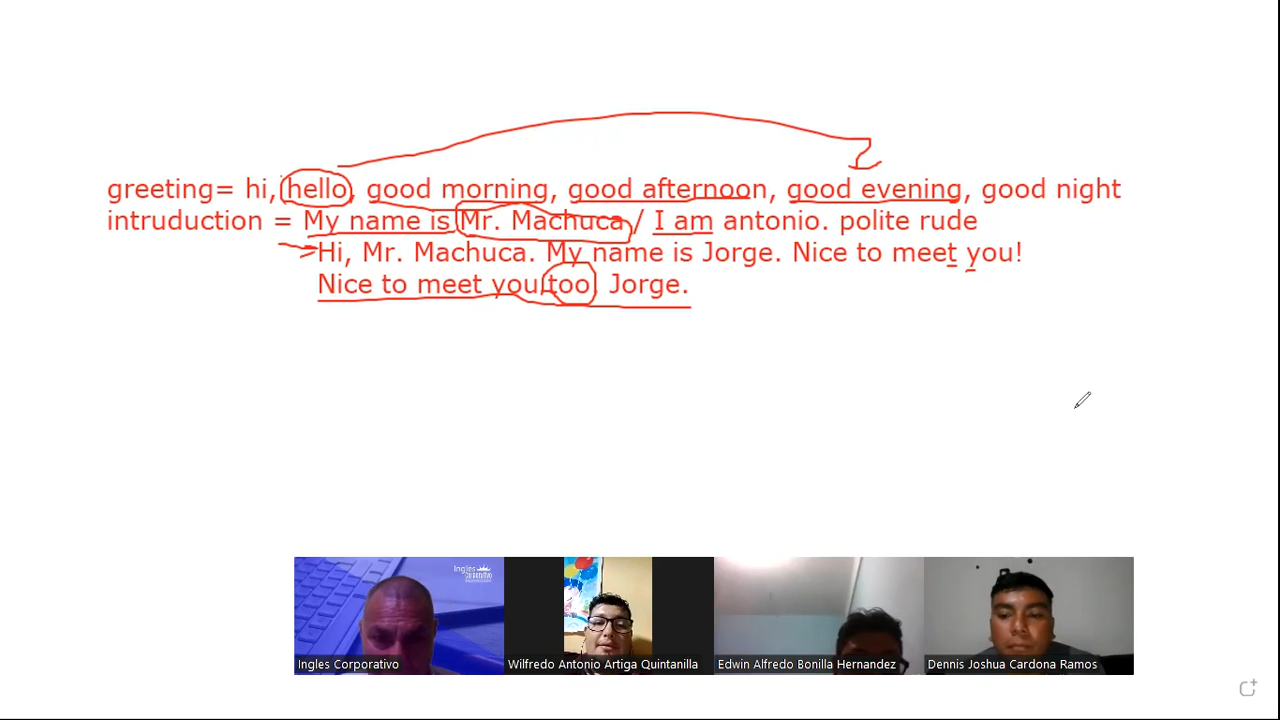 greeting= hi, hello, good morning, good afternoon, good evening, good night
intruduction = My name is Mr. Machuca / I am antonio. polite rude
Hi, Mr. Machuca. My name is Jorge. Nice to meet you!
Nice to meet you, too Jorge.
Ingles
CORPORATIVO
Ingles Corporativo
Wilfredo Antonio Artiga Quintanilla
Edwin Alfredo Bonilla Hernandez
Dennis Joshua Cardona Ramos